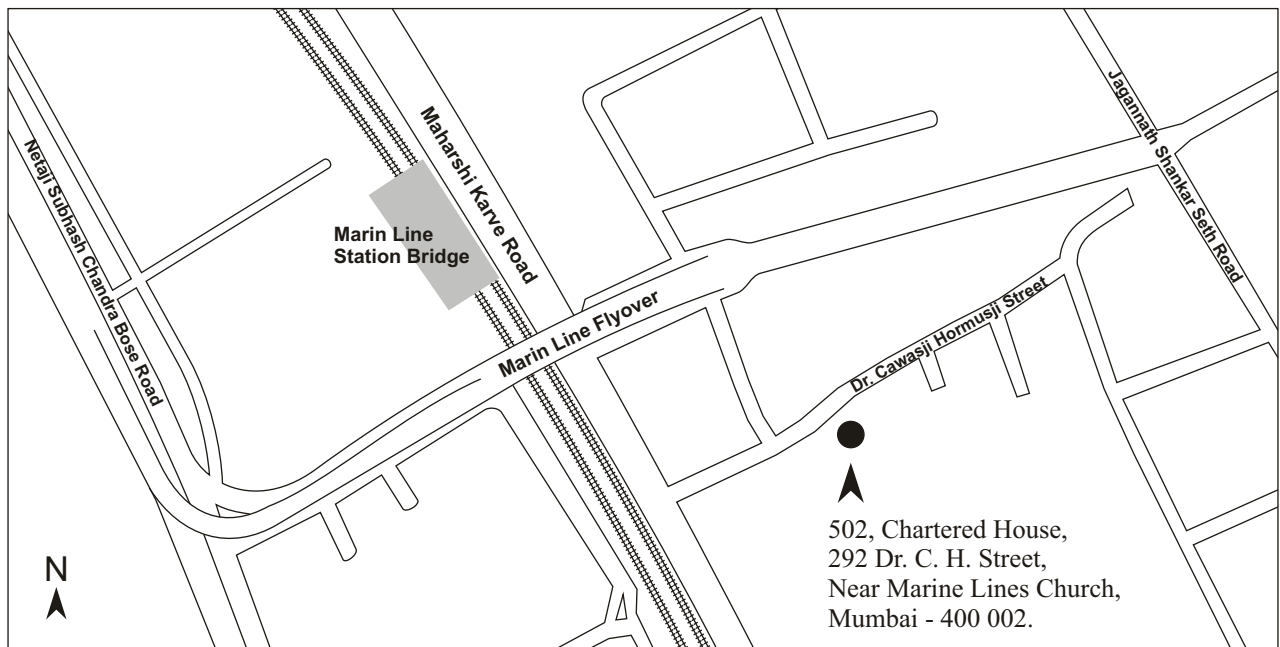 Netaji Subhash Chandra Bose Road
Marin Line
Station Bridge
Maharshi Karve Road
Marin Line Flyover
Jagannath Shankar Seth Road
Dr. Cawasji Hormusji Street
N
502, Chartered House,
292 Dr. C. H. Street,
Near Marine Lines Church,
Mumbai - 400 002.